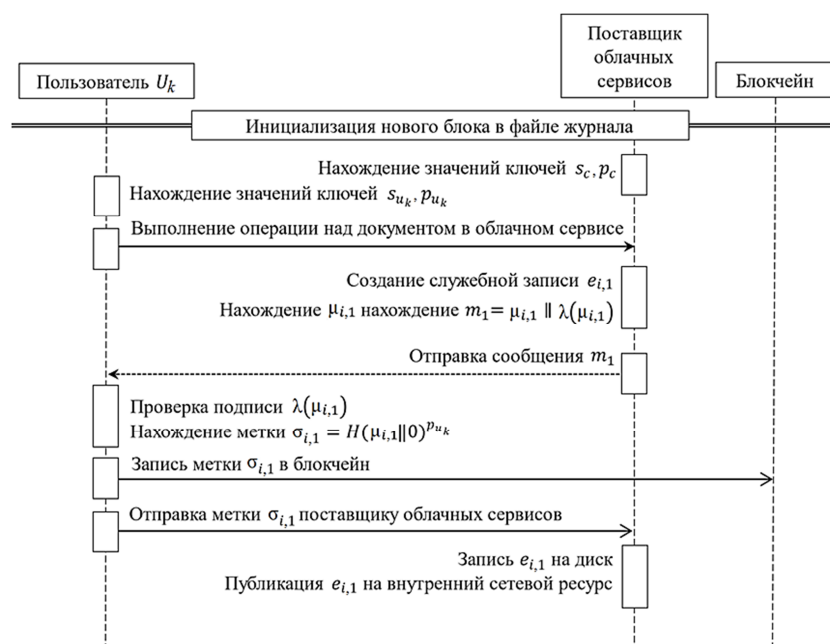 Поставщик
облачных
сервисов
Пользователь U_k
Блокчейн
Инициализация нового блока в файле журнала
Нахождение значений ключей s_c, p_c
Нахождение значений ключей s_{u_k}, p_{u_k}
Выполнение операции над документом в облачном сервисе
Создание служебной записи e_{i,1}
Нахождение μ_{i,1} нахождение m_1= μ_{i,1} ∥ λ(μ_{i,1})
Отправка сообщения m_1
Проверка подписи λ(μ_{i,1})
Нахождение метки σ_{i,1} = H(μ_{i,1}∥0)^{p_{u_k}}
Запись метки σ_{i,1} в блокчейн
Отправка метки σ_{i,1} поставщику облачных сервисов
Запись e_{i,1} на диск
Публикация e_{i,1} на внутренний сетевой ресурс